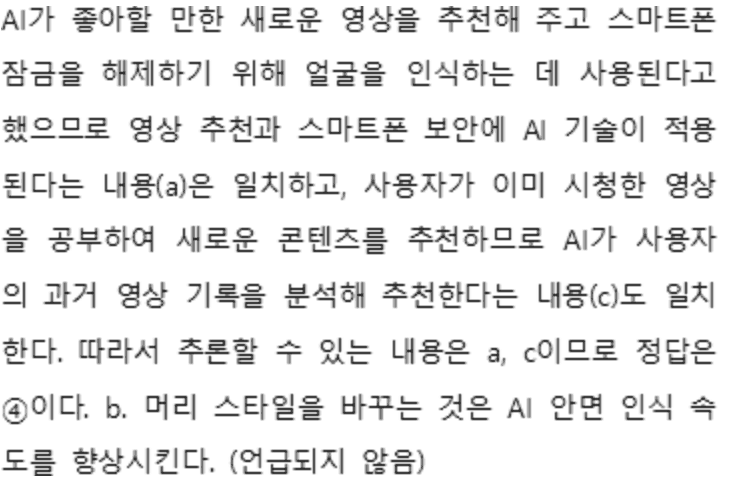 AI가 좋아할 만한 새로운 영상을 추천해 주고 스마트폰
잠금을 해제하기 위해 얼굴을 인식하는 데 사용된다고
했으므로 영상 추천과 스마트폰 보안에 AI 기술이 적용
된다는 내용(a)은 일치하고, 사용자가 이미 시청한 영상
을 공부하여 새로운 콘텐츠를 추천하므로 AI가 사용자
의 과거 영상 기록을 분석해 추천한다는 내용(c)도 일치
한다. 따라서 추론할 수 있는 내용은 a, c이므로 정답은
④이다. b. 머리 스타일을 바꾸는 것은 AI 안면 인식 속
도를 향상시킨다. (언급되지 않음)